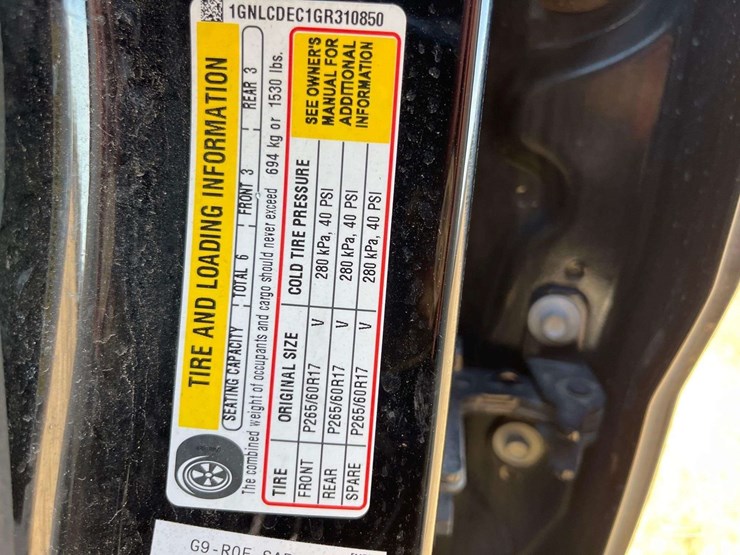 1GNLCDEC1GR310850
TIRE AND LOADING INFORMATION
SEATING CAPACITY TOTAL 6 FRONT 3 REAR 3
The combined weight of occupants and cargo should never exceed 694 kg or 1530 lbs.
TIRE ORIGINAL SIZE COLD TIRE PRESSURE
FRONT P265/60R17 V 280 kPa, 40 PSI
REAR P265/60R17 V 280 kPa, 40 PSI
SPARE P265/60R17 V 280 kPa, 40 PSI
SEE OWNER'S
MANUAL FOR
ADDITIONAL
INFORMATION